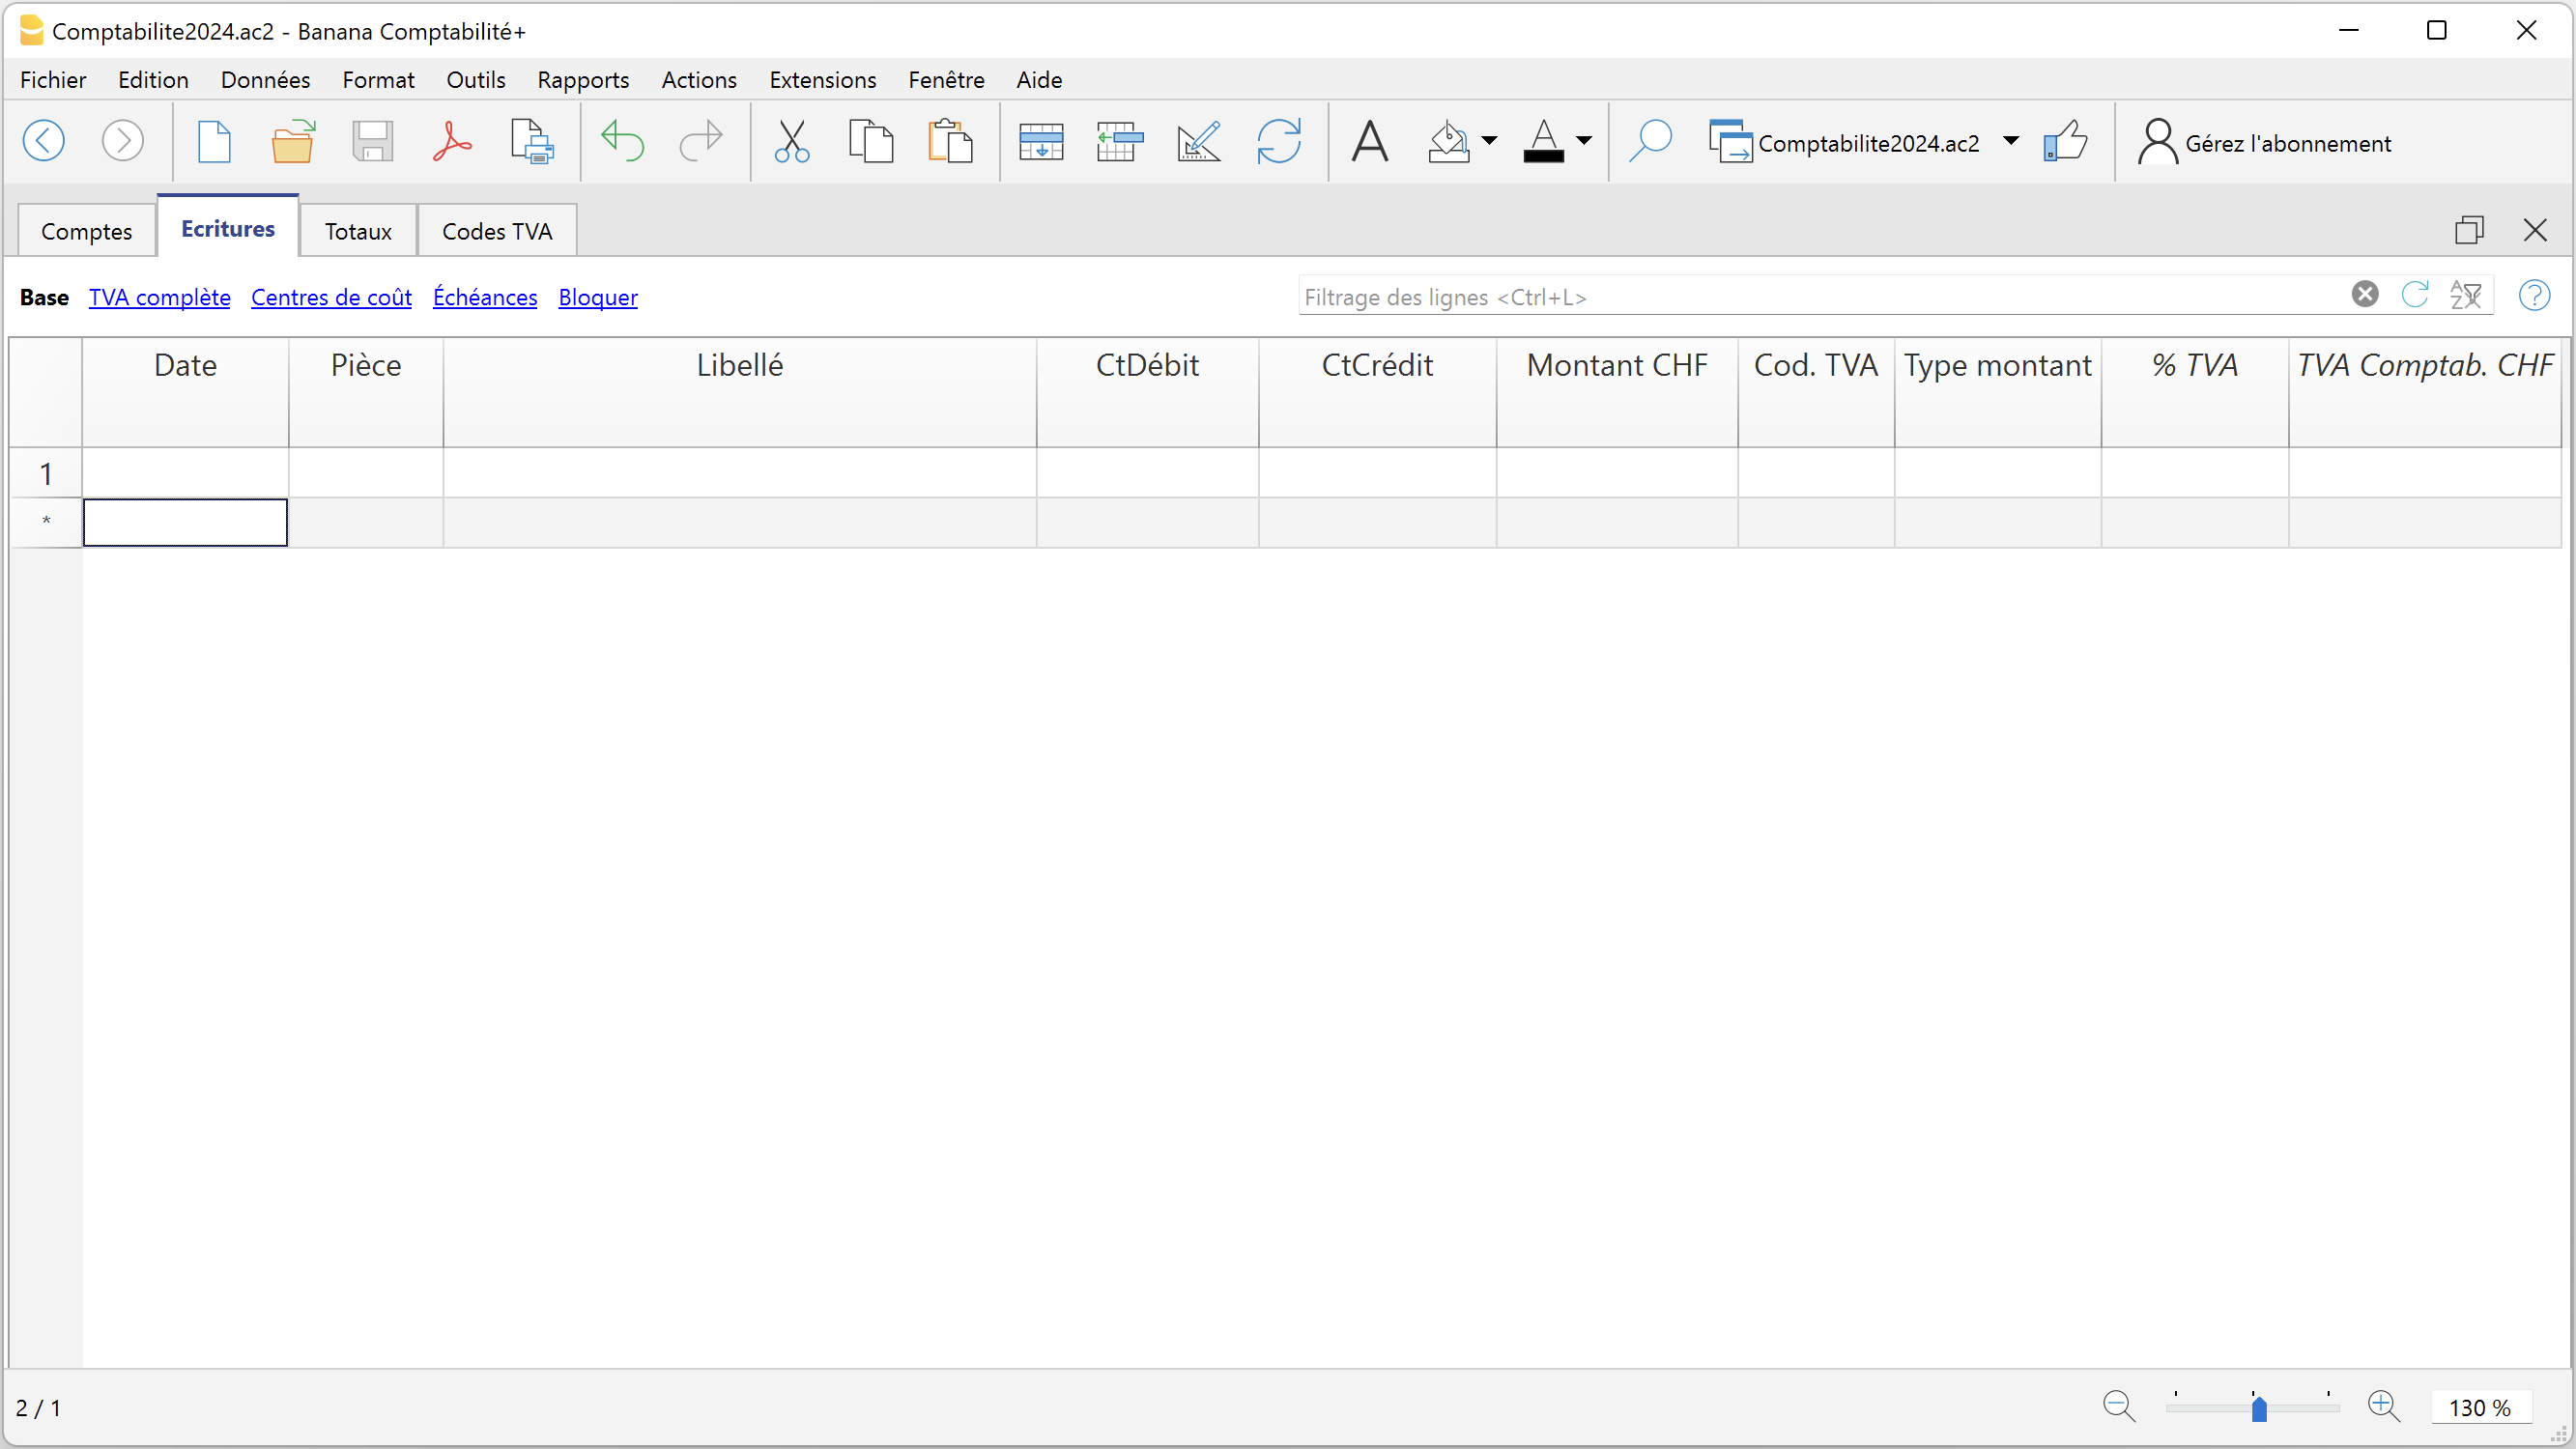 Comptabilite2024.ac2 - Banana Comptabilité+
Fichier Edition Données Format Outils Rapports Actions Extensions Fenêtre Aide
Comptabilite2024.ac2 Gérez l'abonnement
Comptes Ecritures Totaux Codes TVA
Base TVA complète Centres de coût Échéances Bloquer Filtrage des lignes <Ctrl+L>
Date Pièce Libellé CtDébit CtCrédit Montant CHF Cod. TVA Type montant % TVA TVA Comptab. CHF
1
*
2 / 1 130 %